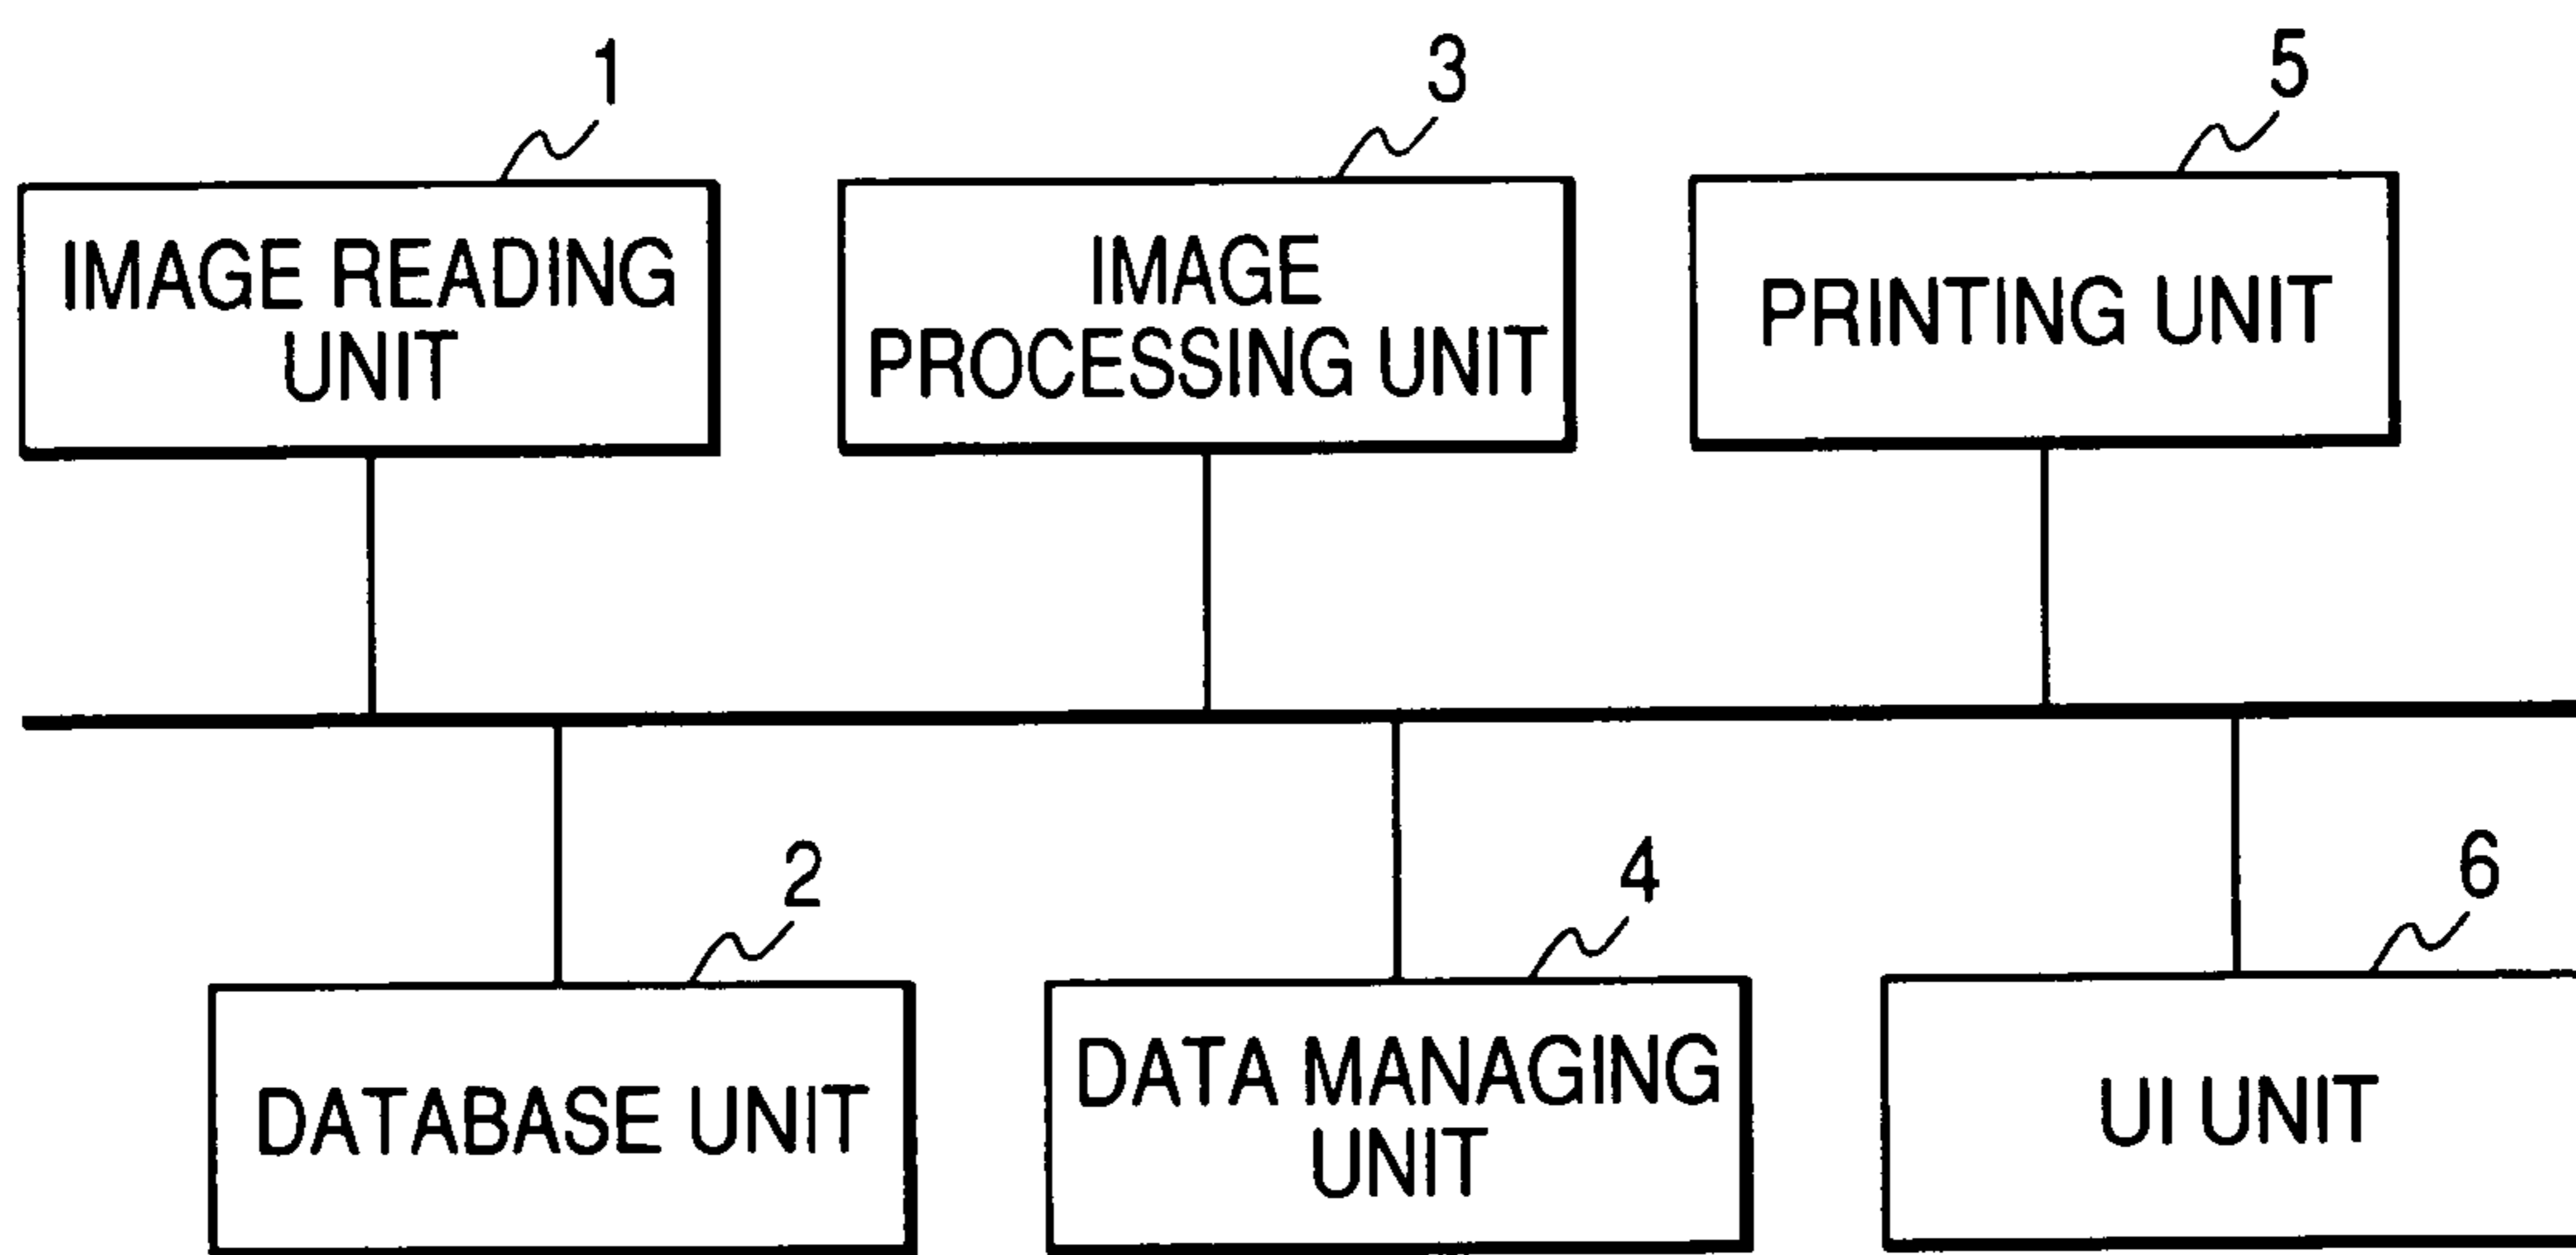 1
3
5
IMAGE READING
UNIT
IMAGE
PROCESSING UNIT
PRINTING UNIT
2
4
6
DATABASE UNIT
DATA MANAGING
UNIT
UI UNIT